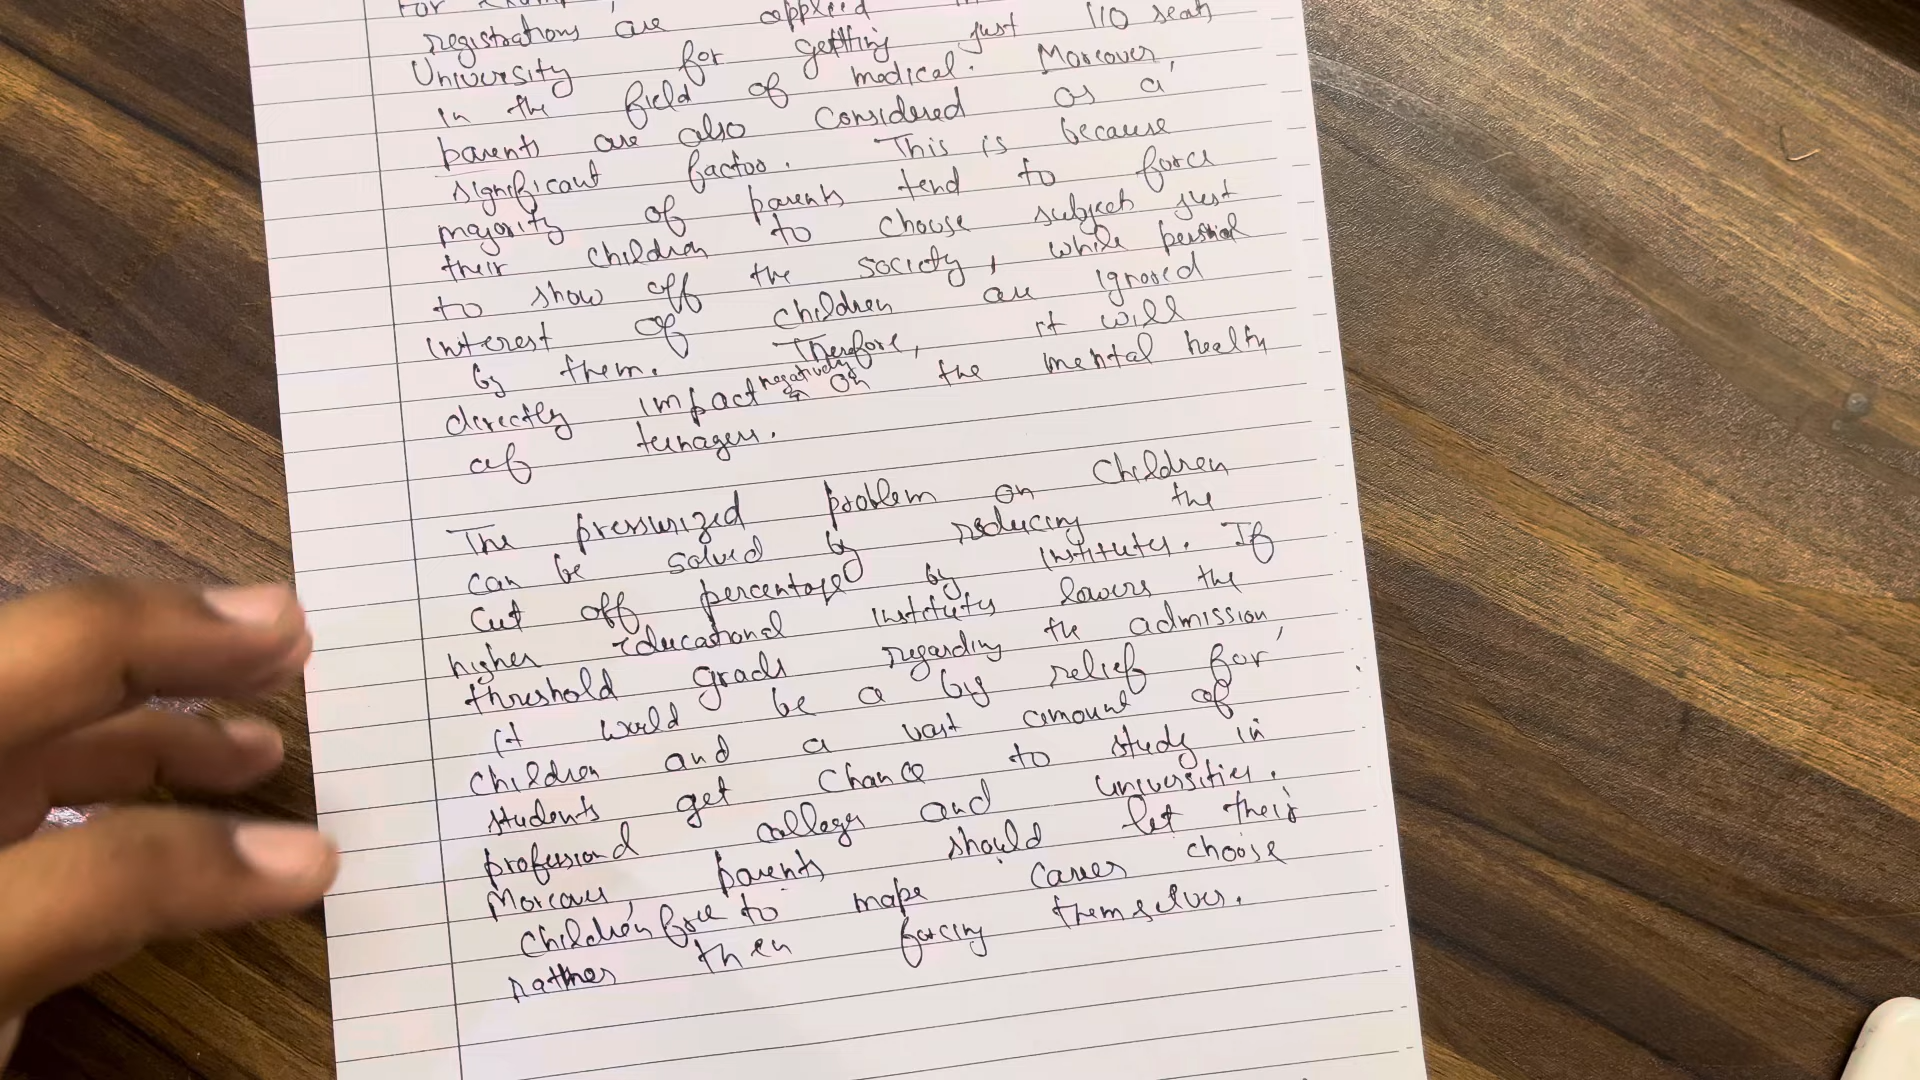 For
registrations are applied
University for getthing just 110 seats
in the field of medical. Moreover,
parents are also considered as a
significant factor. This is because
majority of parents tend to force
their children to choose subjects just
to show off the society, while personal
interest of children are ignored
by them. Therefore, it will
directly impact negatively on the mental health
of teenagers.
The pressurized problem on children
can be solved by reducing the
cut off percentage by institutes. If
higher educational institutes lowers the
threshold grads regarding the admission,
it would be a big relief for
children and a vast amount of
students get chance to study in
professional colleges and universities.
Moreover, parents should let their
children free to make career choose
rather then forcing themselves.